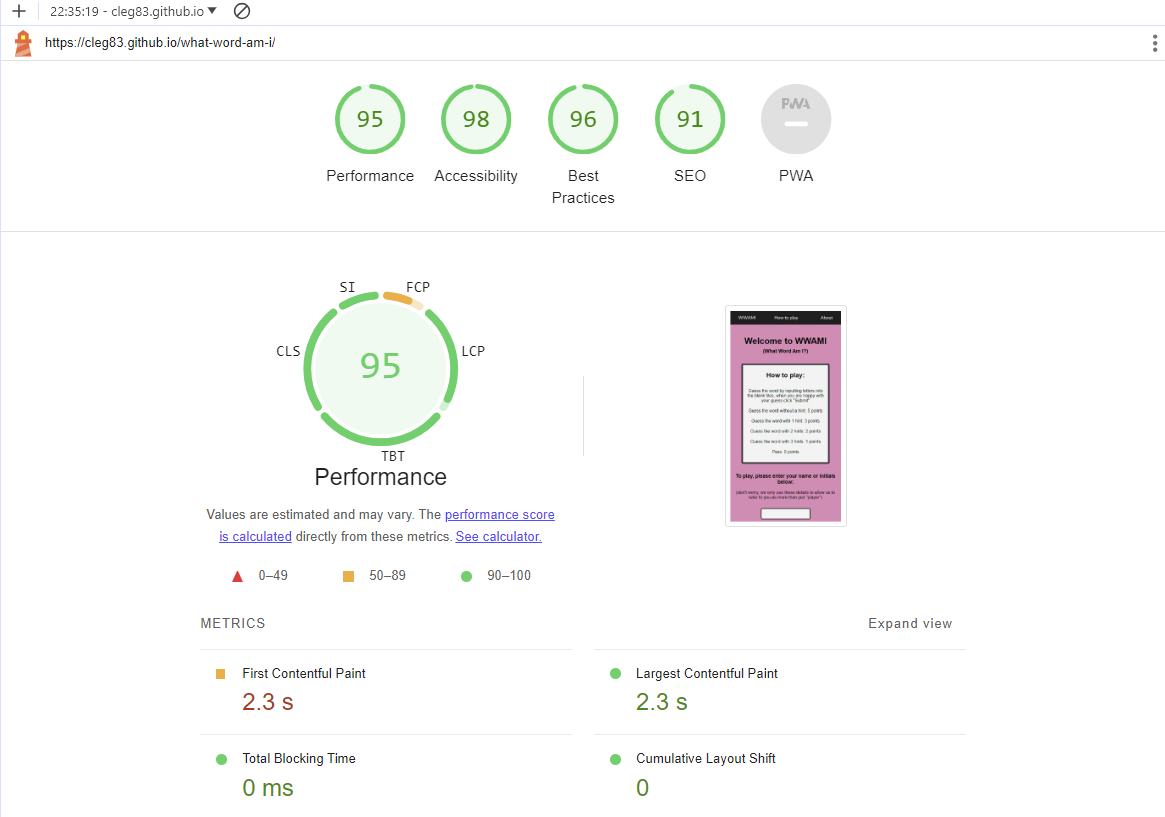 22:35:19 - cleg83.github.io
https://cleg83.github.io/what-word-am-i/
95
98
96
91
PWA
Performance
Accessibility
Best
Practices
SEO
PWA
SI
FCP
CLS
LCP
95
TBT
Performance
Values are estimated and may vary. The performance score
is calculated directly from these metrics. See calculator.
0–49
50–89
90–100
WWAMI
How to play
About
Welcome to WWAMI
(What Word Am I?)
How to play:
Guess the word by inputting letters into
the blank tiles, when you are happy with
your guess click "Submit"
Guess the word without a hint: 5 points
Guess the word with 1 hint: 3 points
Guess the word with 2 hints: 2 points
Guess the word with 3 hints: 1 points
Pass: 0 points
To play, please enter your name or initials
below:
METRICS
Expand view
First Contentful Paint
2.3 s
Largest Contentful Paint
2.3 s
Total Blocking Time
0 ms
Cumulative Layout Shift
0